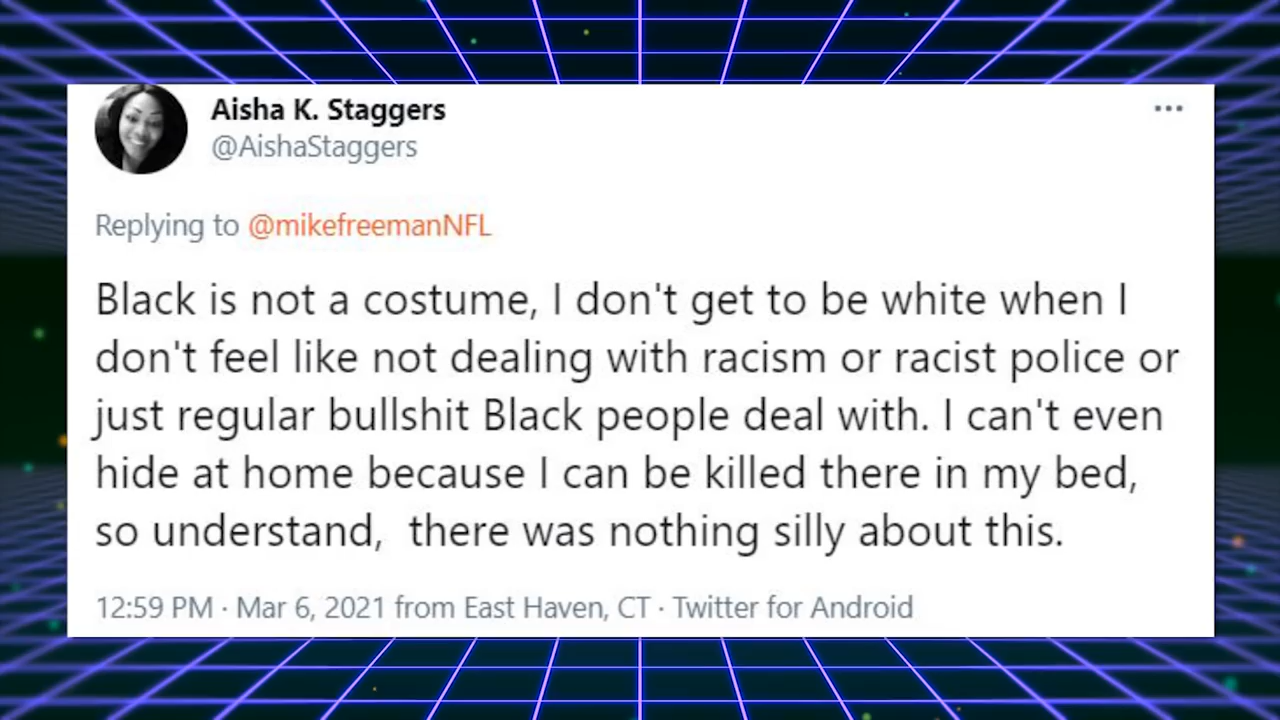 Aisha K. Staggers
@AishaStaggers
Replying to @mikefreemanNFL
Black is not a costume, I don't get to be white when I
don't feel like not dealing with racism or racist police or
just regular bullshit Black people deal with. I can't even
hide at home because I can be killed there in my bed,
so understand,  there was nothing silly about this.
12:59 PM · Mar 6, 2021 from East Haven, CT · Twitter for Android